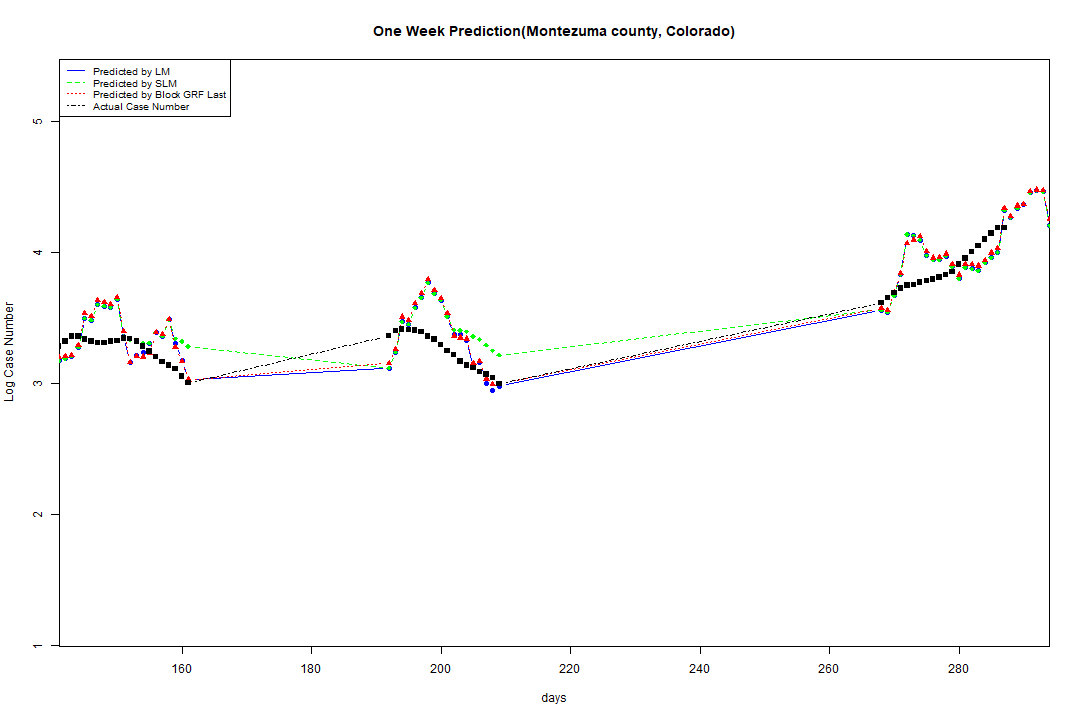 One Week Prediction(Montezuma county, Colorado)
Predicted by LM
Predicted by SLM
Predicted by Block GRF Last
Actual Case Number
Log Case Number
5
4
3
2
1
160 180 200 220 240 260 280
days